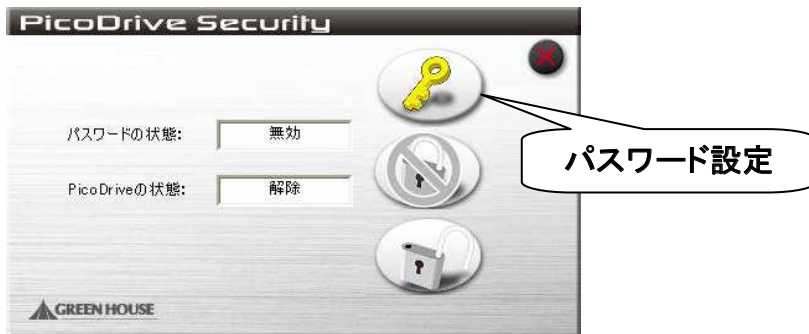 PicoDrive Security
パスワードの状態: 無効
PicoDriveの状態: 解除
パスワード設定
GREEN HOUSE